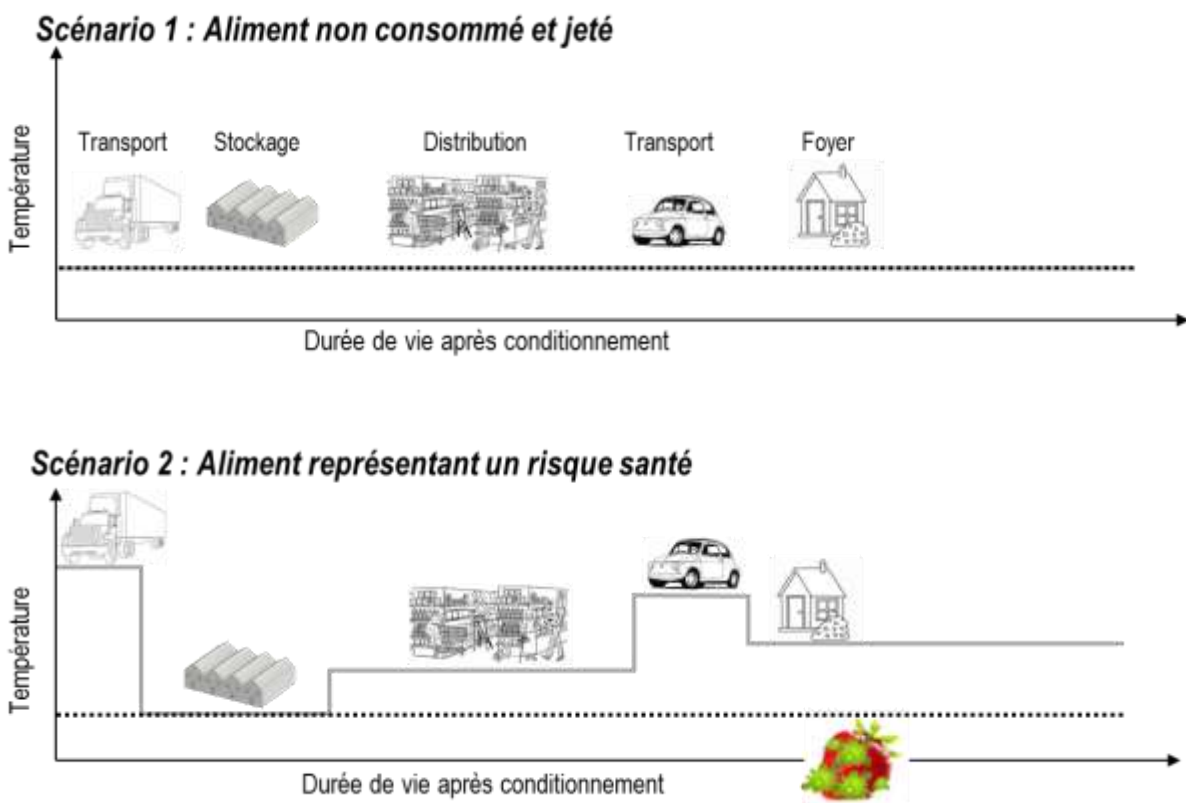 Scénario 1 : Aliment non consommé et jeté
Température
Transport
Stockage
Distribution
Transport
Foyer
Durée de vie après conditionnement
Scénario 2 : Aliment représentant un risque santé
Température
Durée de vie après conditionnement